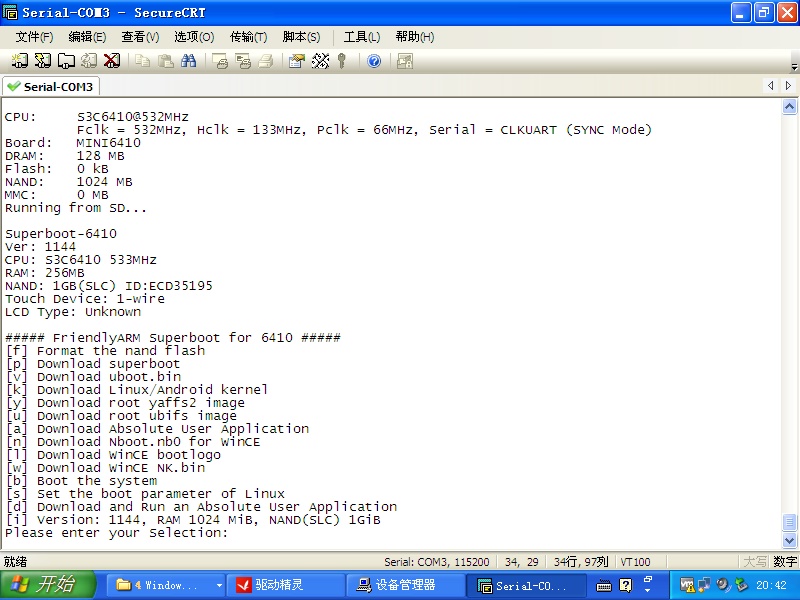 Serial-COM3 - SecureCRT
文件(F) 编辑(E) 查看(V) 选项(O) 传输(T) 脚本(S) 工具(L) 帮助(H)
Serial-COM3
CPU: S3C6410@532MHz
Fclk = 532MHz, Hclk = 133MHz, Pclk = 66MHz, Serial = CLKUART (SYNC Mode)
Board: MINI6410
DRAM: 128 MB
Flash: 0 kB
NAND: 1024 MB
MMC: 0 MB
Running from SD...
Superboot-6410
Ver: 1144
CPU: S3C6410 533MHz
RAM: 256MB
NAND: 1GB(SLC) ID:ECD35195
Touch Device: 1-wire
LCD Type: Unknown
##### FriendlyARM Superboot for 6410 #####
[f] Format the nand flash
[p] Download superboot
[v] Download uboot.bin
[k] Download Linux/Android kernel
[y] Download root yaffs2 image
[u] Download root ubifs image
[a] Download Absolute User Application
[n] Download Nboot.nb0 for WinCE
[l] Download WinCE bootlogo
[w] Download WinCE NK.bin
[b] Boot the system
[s] Set the boot parameter of Linux
[d] Download and Run an Absolute User Application
[i] Version: 1144, RAM 1024 MiB, NAND(SLC) 1GiB
Please enter your Selection:
就绪 Serial: COM3, 115200 34, 29 34行, 97列 VT100 大写 数字
开始 4 Window... 驱动精灵 设备管理器 Serial-CO... 20:42